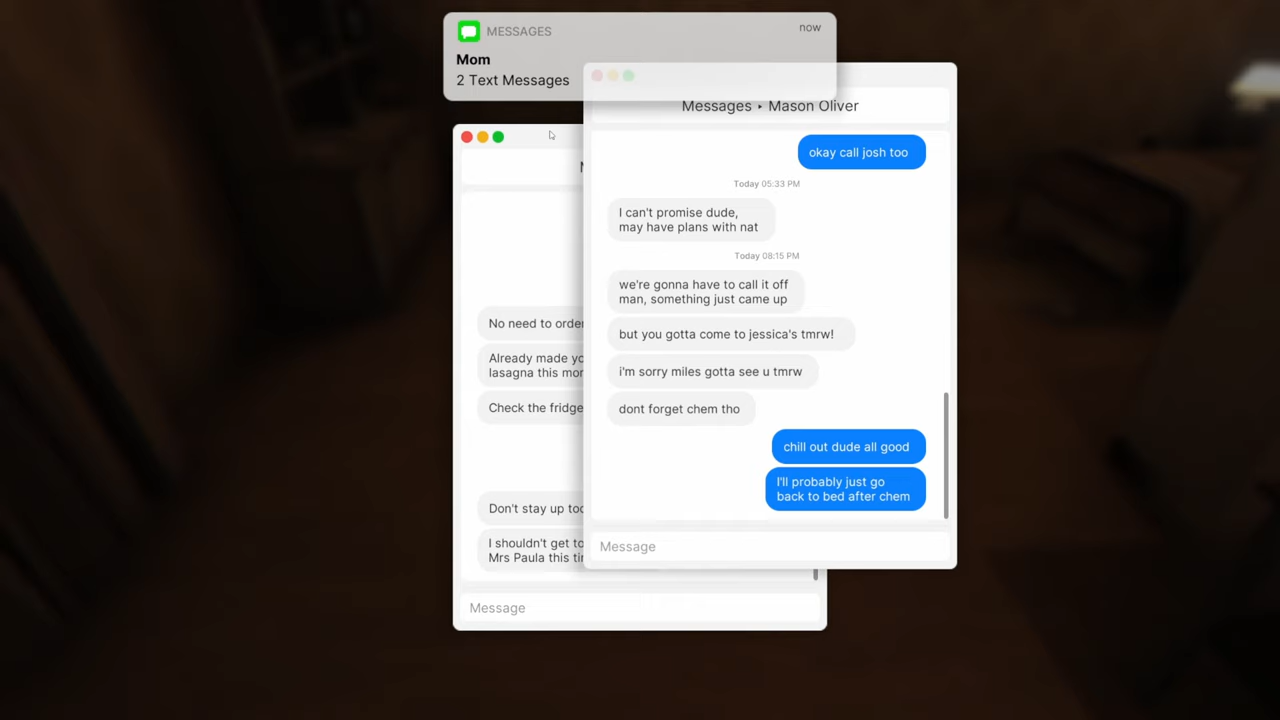 MESSAGES
now
Mom
2 Text Messages
Messages ▸ Mason Oliver
okay call josh too
Today 05:33 PM
I can't promise dude,
may have plans with nat
Today 08:15 PM
we're gonna have to call it off
man, something just came up
but you gotta come to jessica's tmrw!
i'm sorry miles gotta see u tmrw
dont forget chem tho
chill out dude all good
I'll probably just go
back to bed after chem
Message
No need to order
Already made yo
lasagna this mor
Check the fridge
Don't stay up too
I shouldn't get to
Mrs Paula this ti
Message